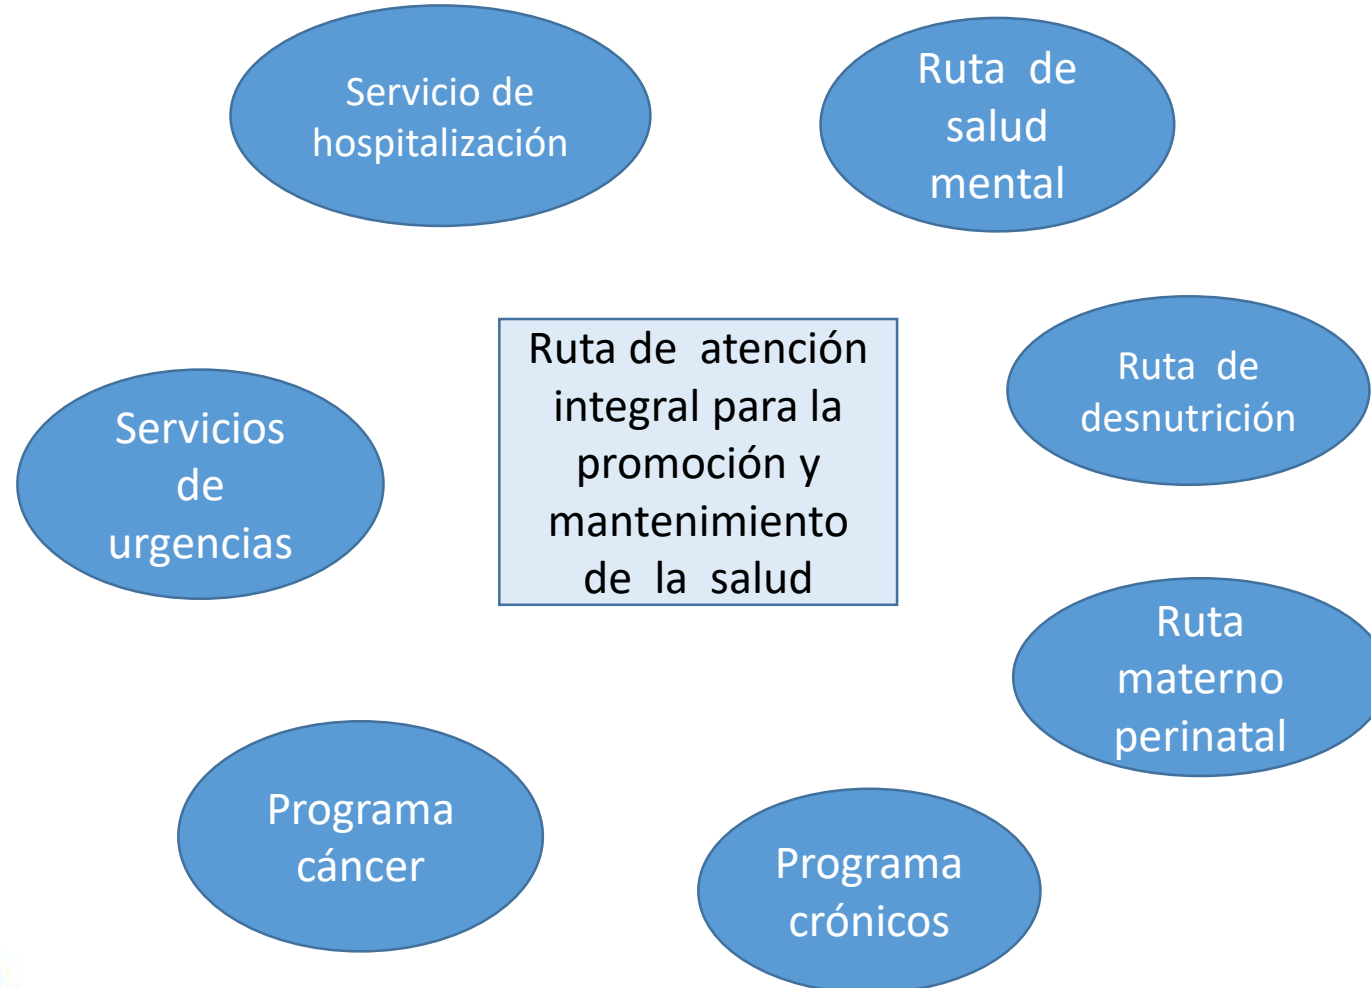 Servicio de
hospitalización
Ruta de
salud
mental
Ruta de atención
integral para la
promoción y
mantenimiento
de la salud
Ruta de
desnutrición
Servicios
de
urgencias
Ruta
materno
perinatal
Programa
cáncer
Programa
crónicos